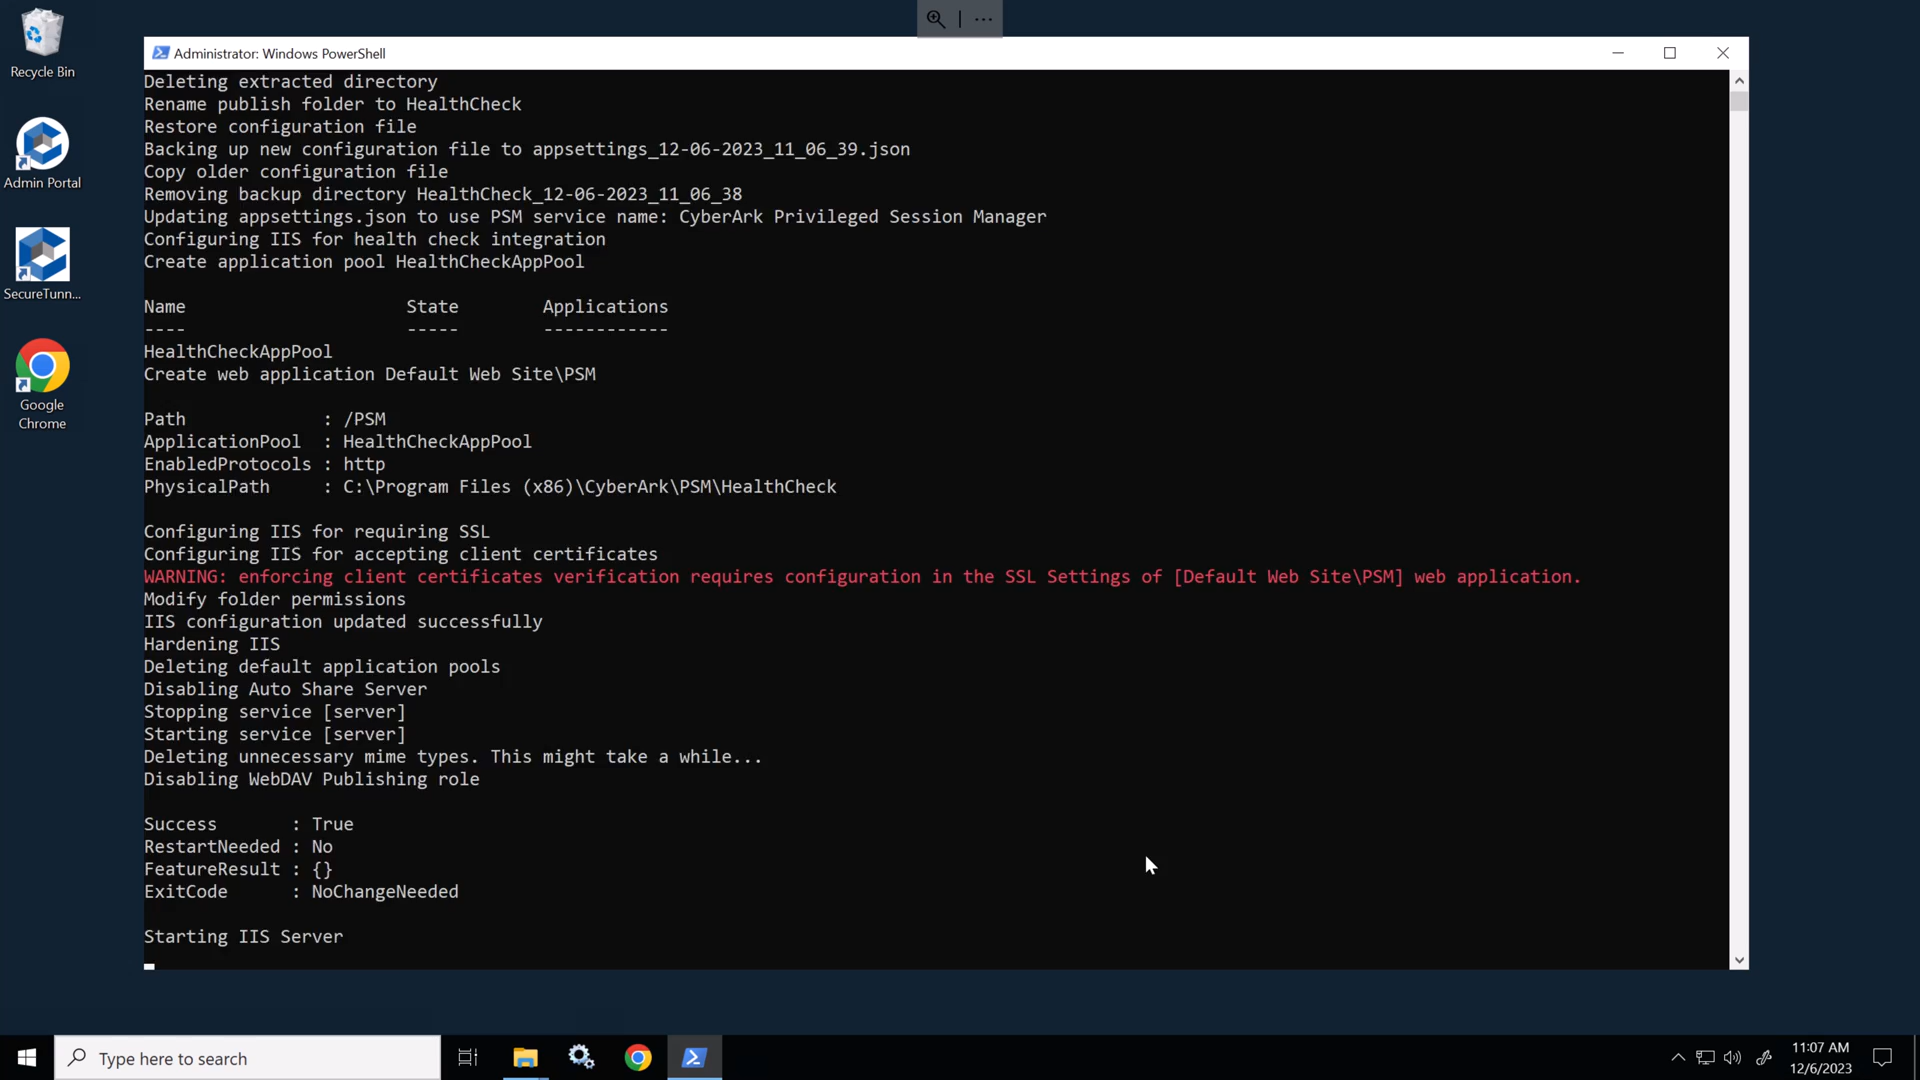 Recycle Bin
Admin Portal
SecureTunn...
Google
Chrome
Administrator: Windows PowerShell
Deleting extracted directory
Rename publish folder to HealthCheck
Restore configuration file
Backing up new configuration file to appsettings_12-06-2023_11_06_39.json
Copy older configuration file
Removing backup directory HealthCheck_12-06-2023_11_06_38
Updating appsettings.json to use PSM service name: CyberArk Privileged Session Manager
Configuring IIS for health check integration
Create application pool HealthCheckAppPool
Name State Applications
---- ----- ------------
HealthCheckAppPool
Create web application Default Web Site\PSM
Path : /PSM
ApplicationPool : HealthCheckAppPool
EnabledProtocols : http
PhysicalPath : C:\Program Files (x86)\CyberArk\PSM\HealthCheck
Configuring IIS for requiring SSL
Configuring IIS for accepting client certificates
WARNING: enforcing client certificates verification requires configuration in the SSL Settings of [Default Web Site\PSM] web application.
Modify folder permissions
IIS configuration updated successfully
Hardening IIS
Deleting default application pools
Disabling Auto Share Server
Stopping service [server]
Starting service [server]
Deleting unnecessary mime types. This might take a while...
Disabling WebDAV Publishing role
Success : True
RestartNeeded : No
FeatureResult : {}
ExitCode : NoChangeNeeded
Starting IIS Server
Type here to search
11:07 AM
12/6/2023